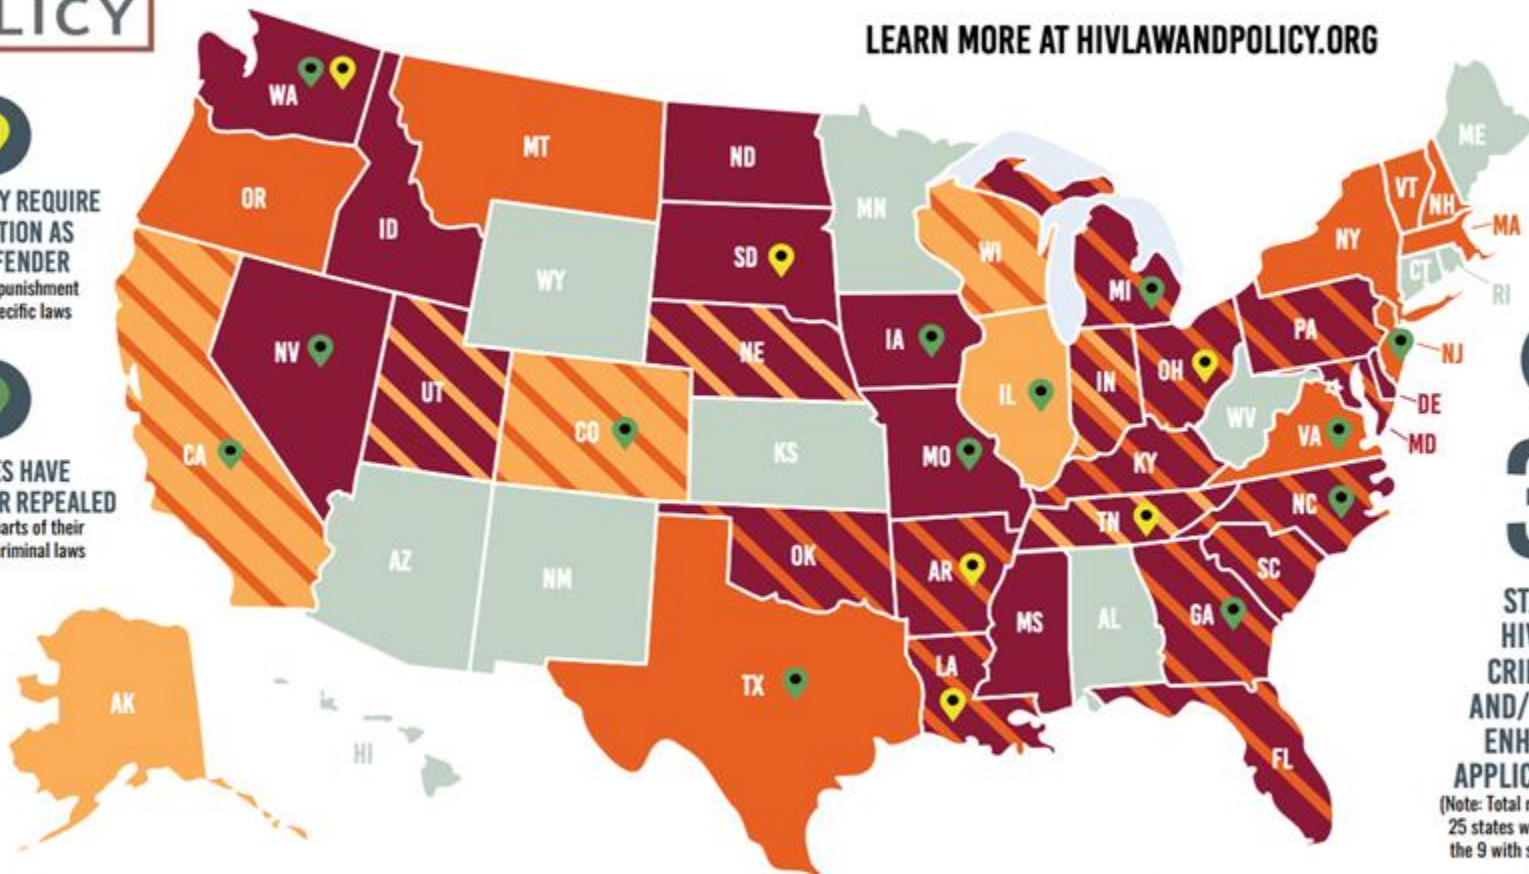 LICY
LEARN MORE AT HIVLAWANDPOLICY.ORG
Y REQUIRE
TION AS
FENDER
punishment
ecific laws
ES HAVE
R REPEALED
arts of their
riminal laws
WA
MT
ND
MN
ME
OR
ID
SD
WI
VT
NH
MA
NY
WY
MI
CT
RI
NV
UT
NE
IA
PA
NJ
CA
CO
KS
IL
IN
OH
DE
MD
WV
VA
MO
KY
AZ
NM
OK
AR
TN
NC
SC
MS
AL
GA
TX
LA
FL
AK
HI
3
ST
HIV
CRI
AND/
ENH
APPLIC
(Note: Total
25 states w
the 9 with s